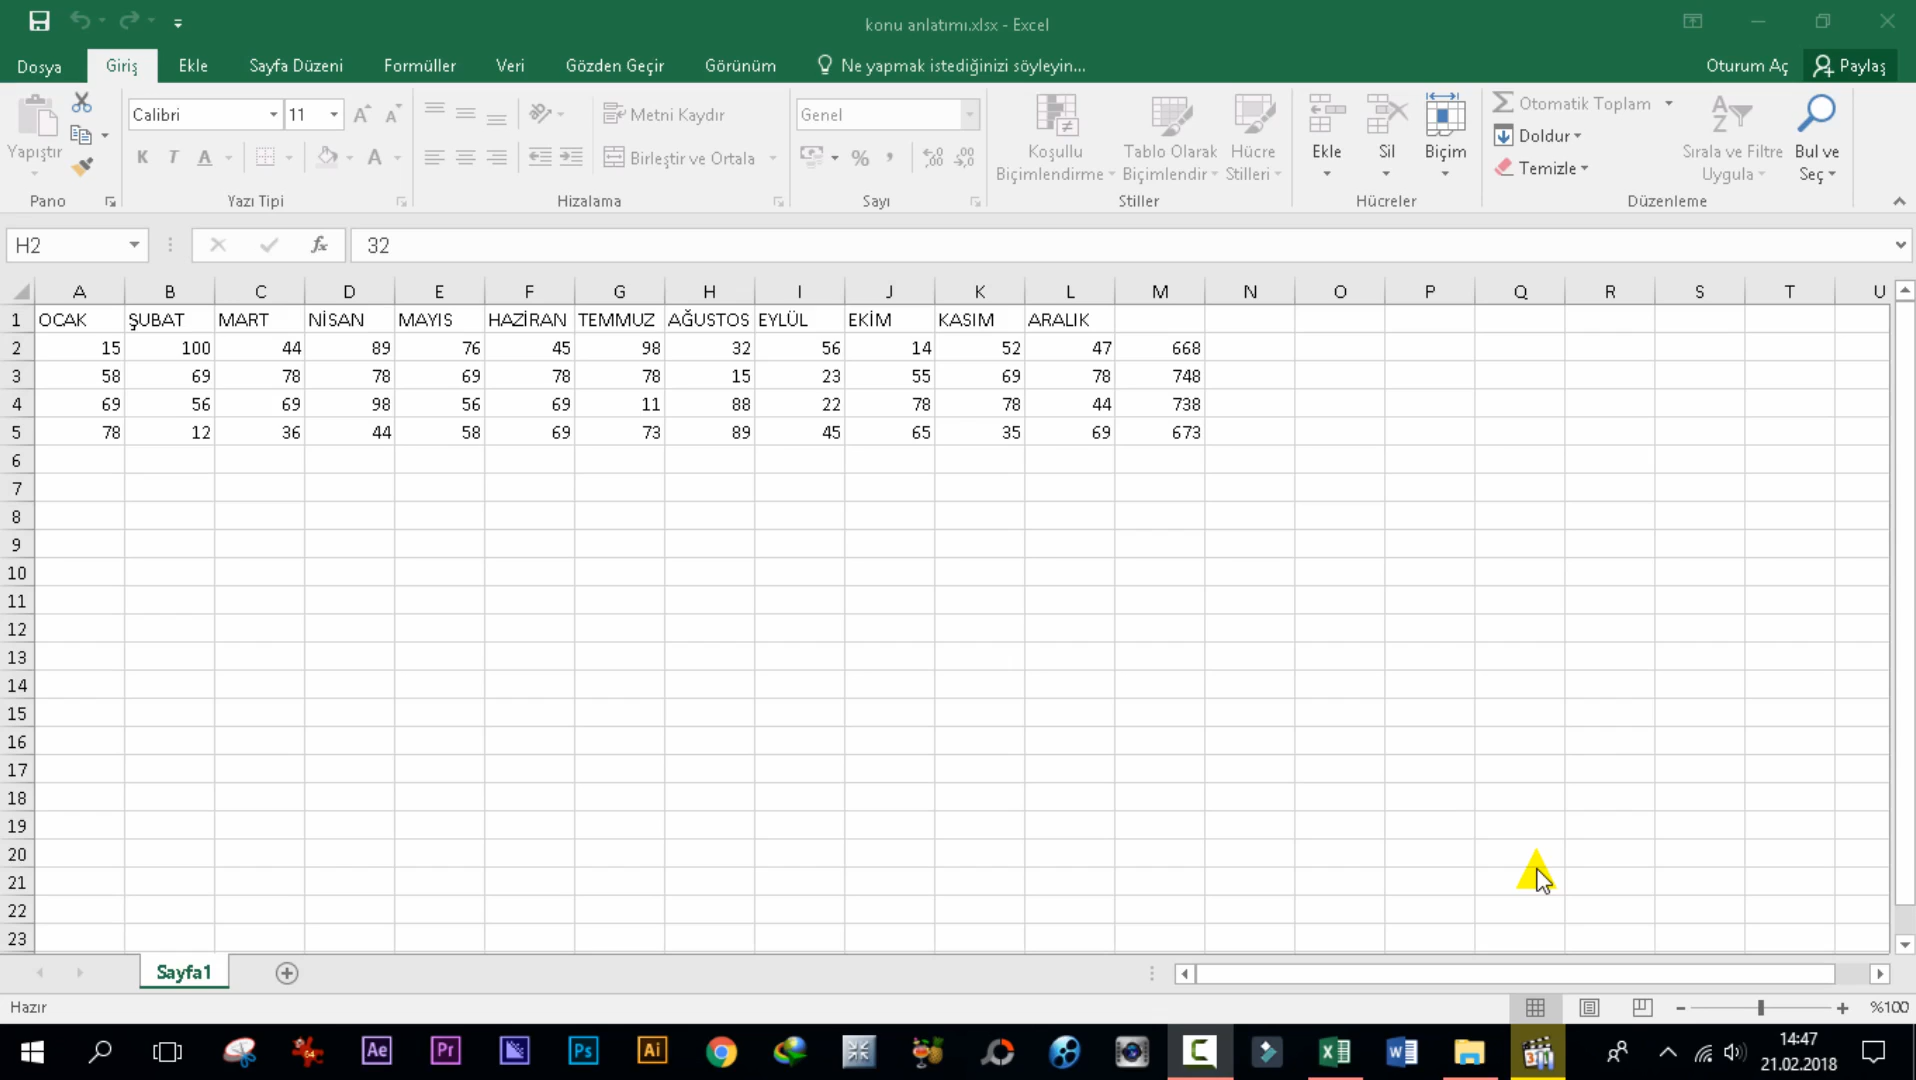 konu anlatımı.xlsx - Excel
Dosya Giriş Ekle Sayfa Düzeni Formüller Veri Gözden Geçir Görünüm Ne yapmak istediğinizi söyleyin... Oturum Aç Paylaş
Yapıştır
Calibri 11
K T A A
Metni Kaydır
Birleştir ve Ortala
Genel
%
Koşullu Biçimlendirme
Tablo Olarak Biçimlendir
Hücre Stilleri
Ekle Sil Biçim
Otomatik Toplam
Doldur
Temizle
Sırala ve Filtre Uygula
Bul ve Seç
Pano Yazı Tipi Hizalama Sayı Stiller Hücreler Düzenleme
H2 fx 32
A B C D E F G H I J K L M N O P Q R S T U
1 OCAK ŞUBAT MART NİSAN MAYIS HAZİRAN TEMMUZ AĞUSTOS EYLÜL EKİM KASIM ARALIK
2 15 100 44 89 76 45 98 32 56 14 52 47 668
3 58 69 78 78 69 78 78 15 23 55 69 78 748
4 69 56 69 98 56 69 11 88 22 78 78 44 738
5 78 12 36 44 58 69 73 89 45 65 35 69 673
6
7
8
9
10
11
12
13
14
15
16
17
18
19
20
21
22
23
Sayfa1
Hazır %100
Ae Pr Ps Ai 14:47
21.02.2018